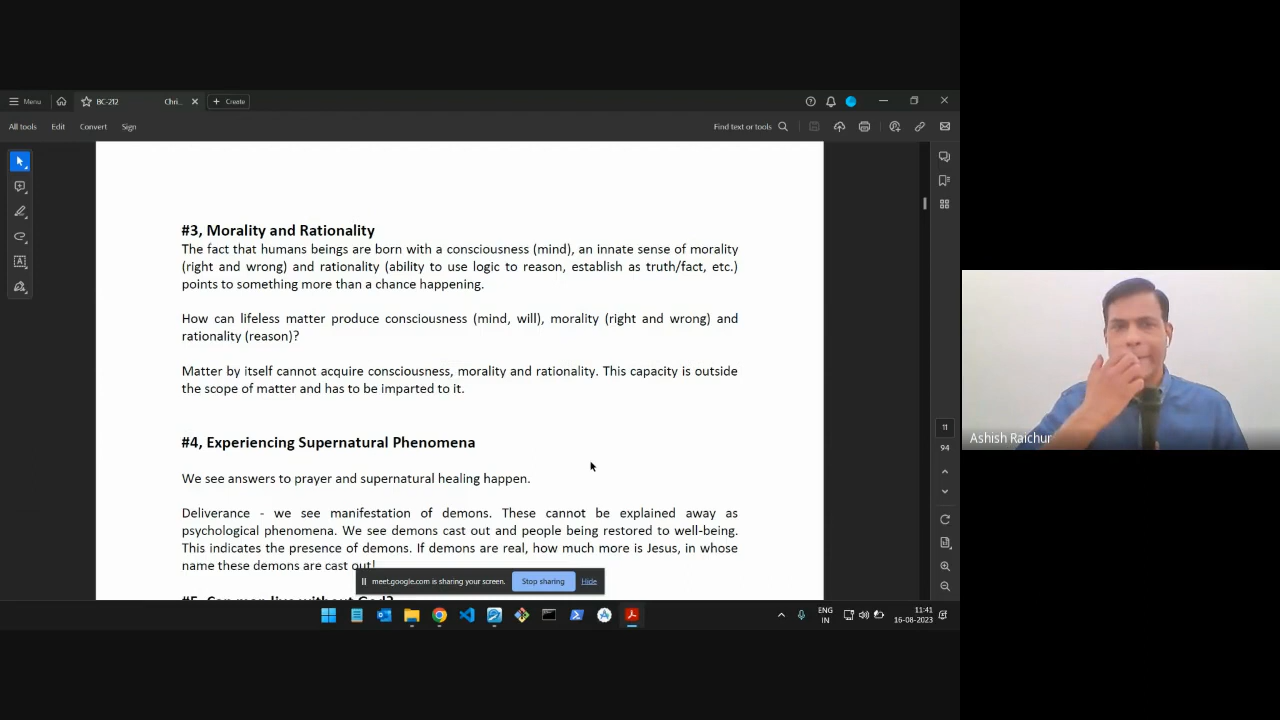 Menu
BC-212
Chri...
Create
All tools
Edit
Convert
Sign
Find text or tools
#3, Morality and Rationality
The fact that humans beings are born with a consciousness (mind), an innate sense of morality
(right and wrong) and rationality (ability to use logic to reason, establish as truth/fact, etc.)
points to something more than a chance happening.
How can lifeless matter produce consciousness (mind, will), morality (right and wrong) and
rationality (reason)?
Matter by itself cannot acquire consciousness, morality and rationality. This capacity is outside
the scope of matter and has to be imparted to it.
#4, Experiencing Supernatural Phenomena
We see answers to prayer and supernatural healing happen.
Deliverance - we see manifestation of demons. These cannot be explained away as
psychological phenomena. We see demons cast out and people being restored to well-being.
This indicates the presence of demons. If demons are real, how much more is Jesus, in whose
name these demons are cast out!
#5, Can man live without God?
11
94
meet.google.com is sharing your screen.
Stop sharing
Hide
ENG
IN
11:41
16-08-2023
Ashish Raichur